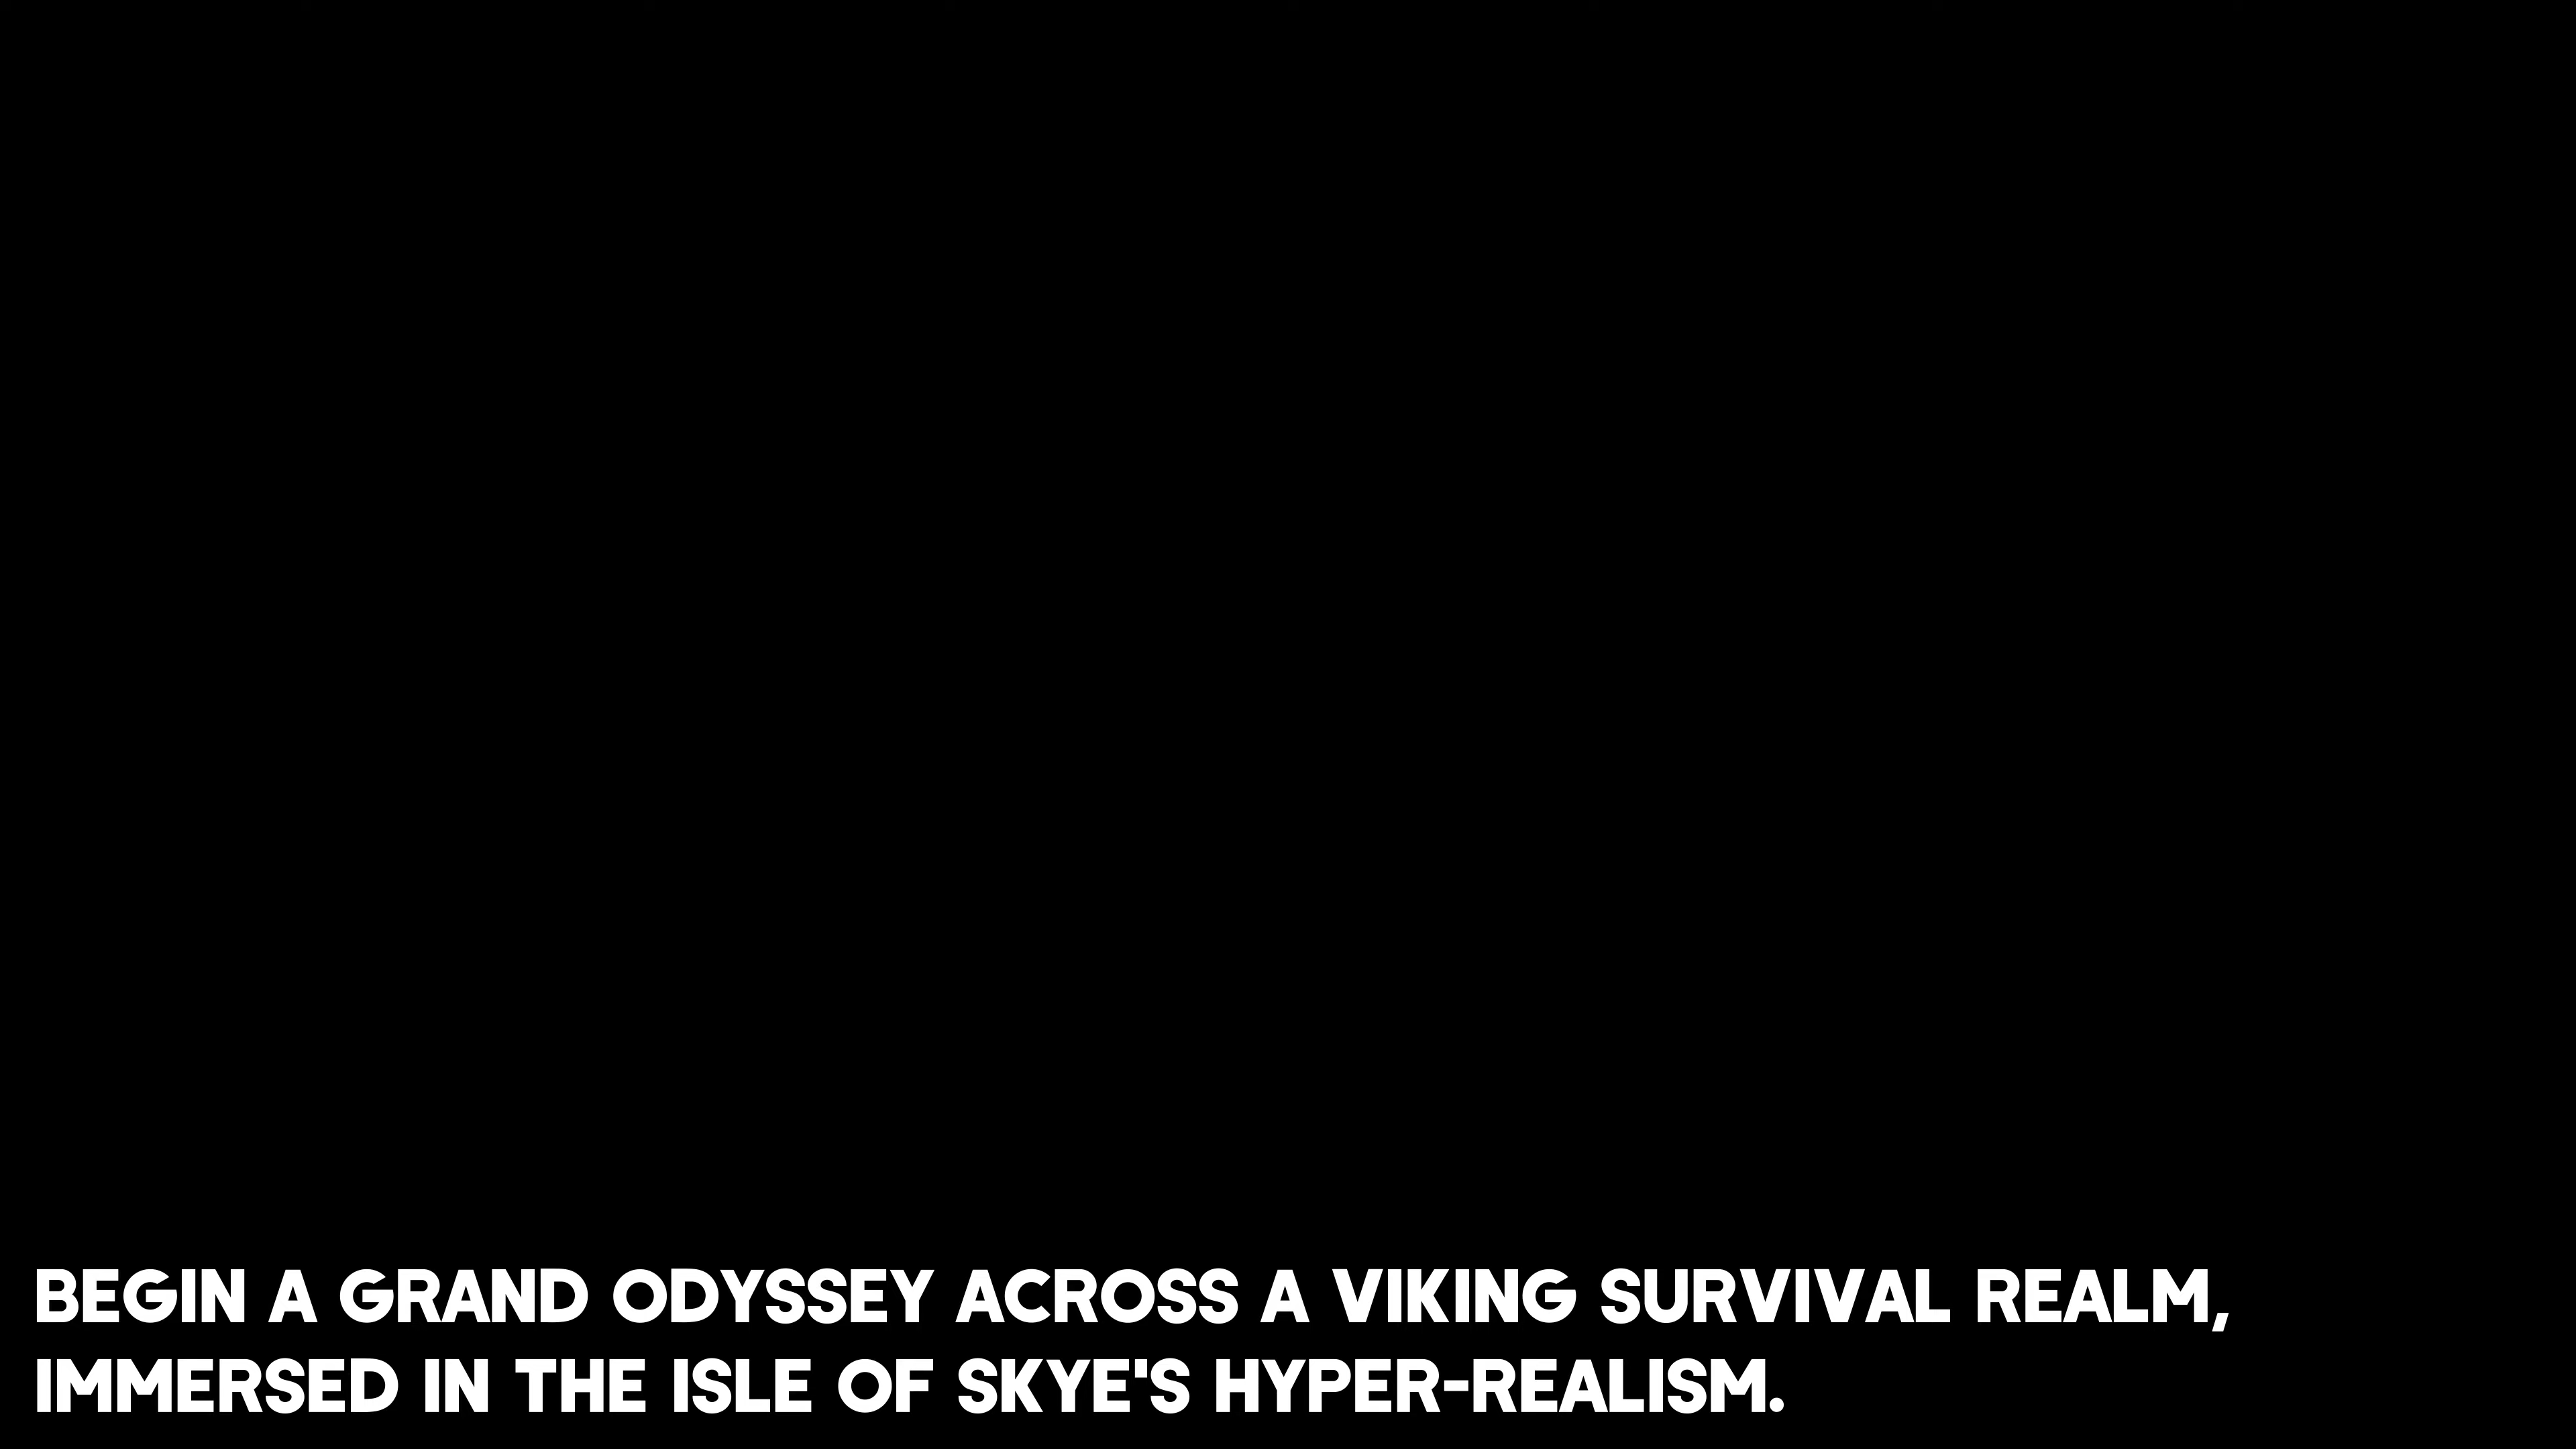 BEGIN A GRAND ODYSSEY ACROSS A VIKING SURVIVAL REALM,
IMMERSED IN THE ISLE OF SKYE'S HYPER-REALISM.